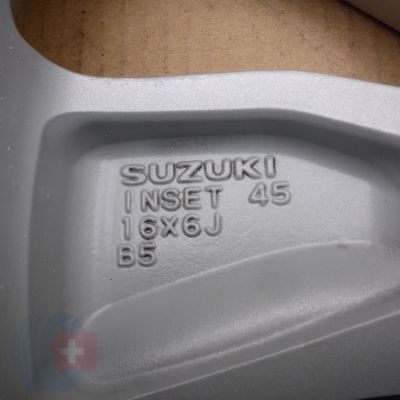 SUZUKI
INSET 45
16X6J
B5